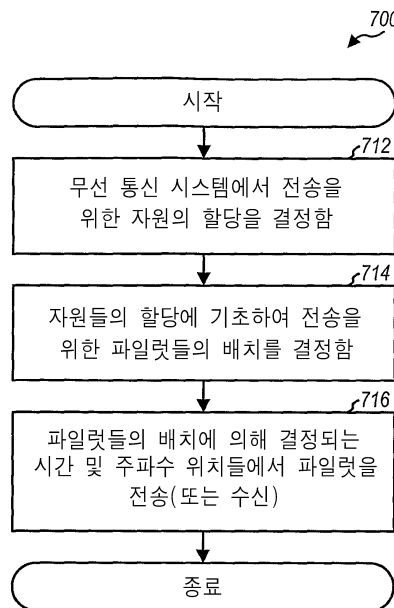 700
시작
712
무선 통신 시스템에서 전송을
위한 자원의 할당을 결정함
714
자원들의 할당에 기초하여 전송을
위한 파일럿들의 배치를 결정함
716
파일럿들의 배치에 의해 결정되는
시간 및 주파수 위치들에서 파일럿을
전송(또는 수신)
종료